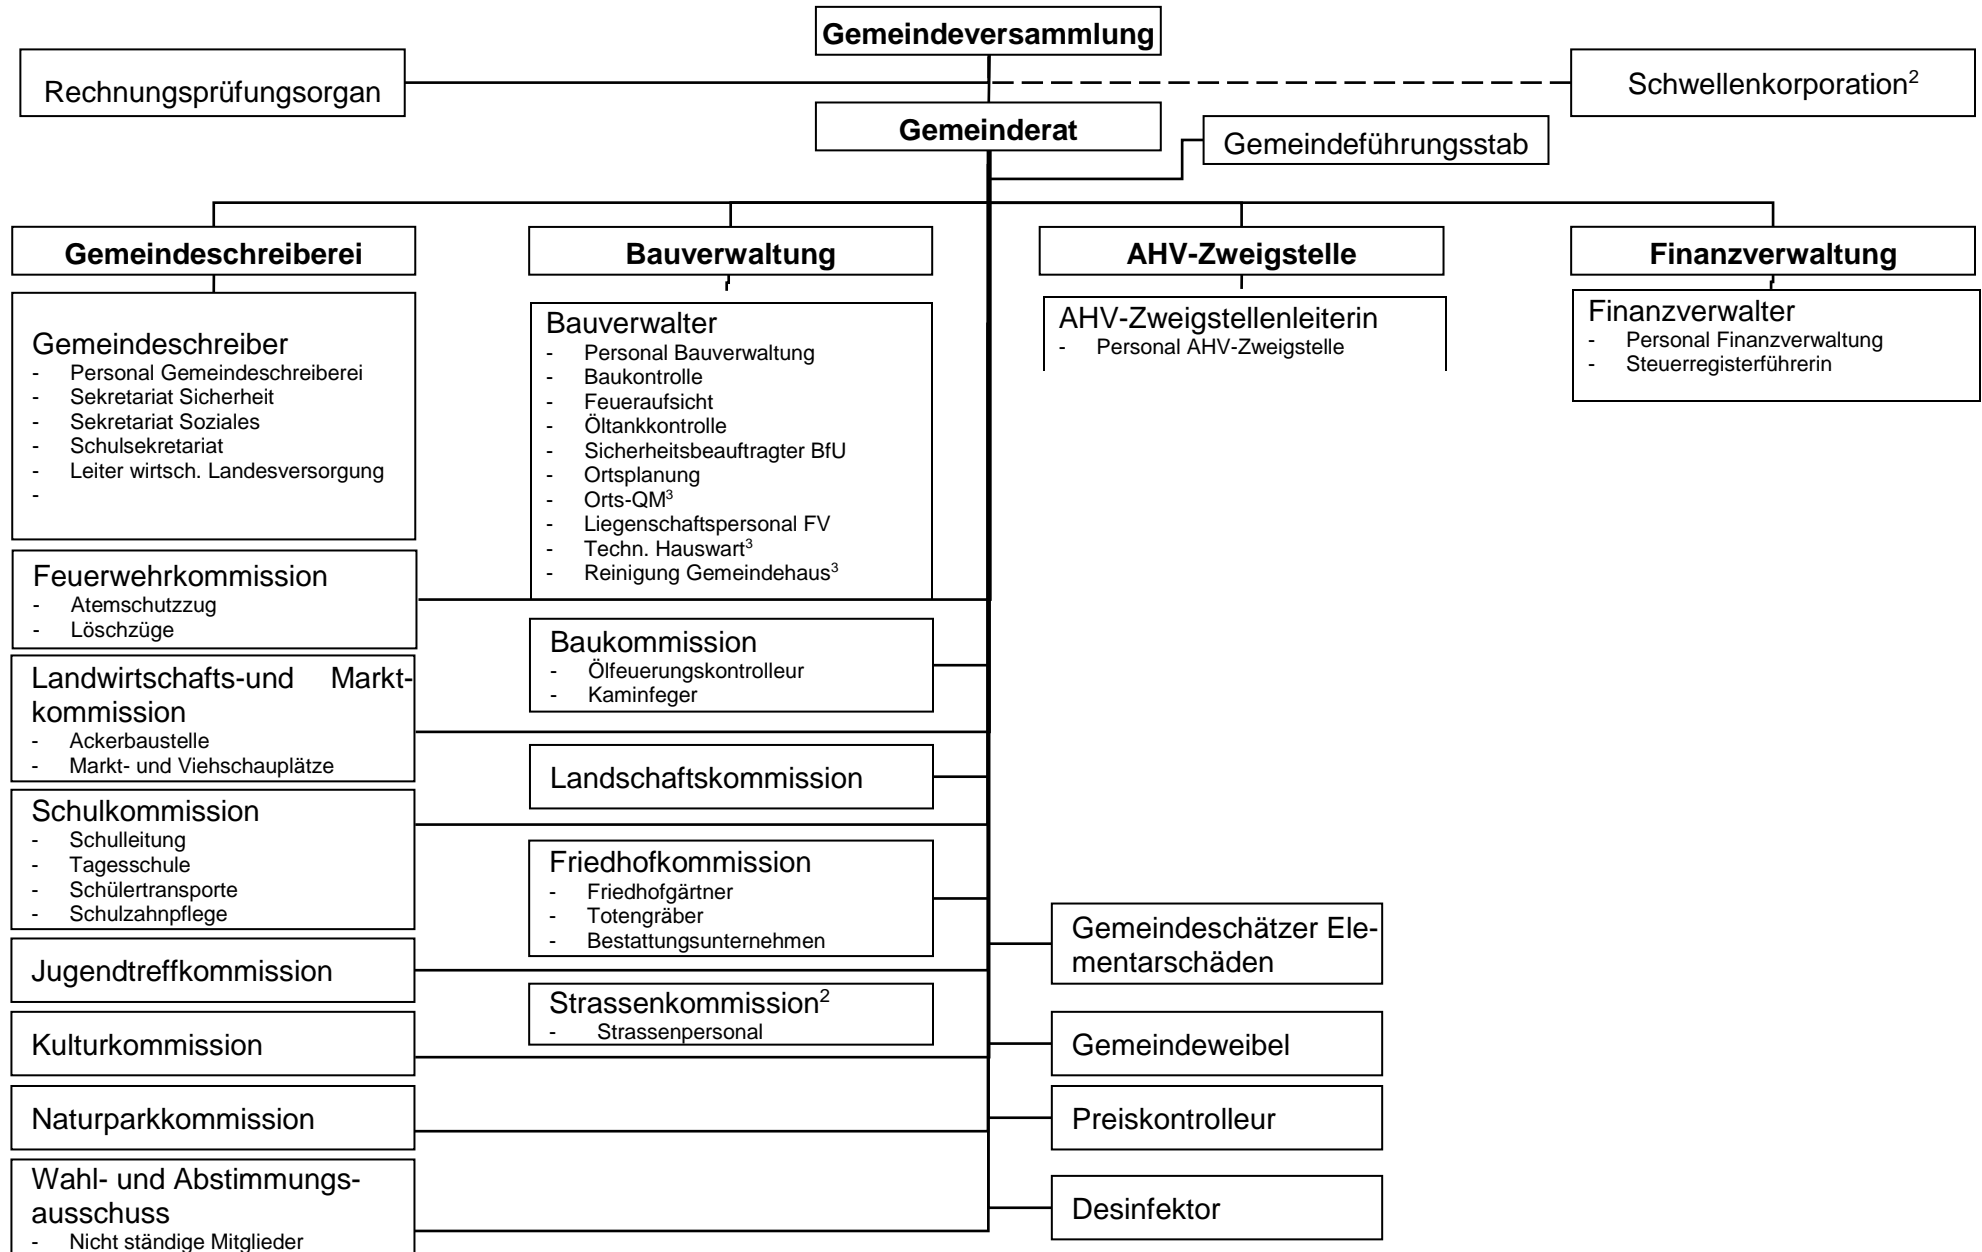 Gemeindeversammlung
Rechnungsprüfungsorgan
Schwellenkorporation²
Gemeinderat
Gemeindeführungsstab
Gemeindeschreiberei
Bauverwaltung
AHV-Zweigstelle
Finanzverwaltung
Gemeindeschreiber
- Personal Gemeindeschreiberei
- Sekretariat Sicherheit
- Sekretariat Soziales
- Schulsekretariat
- Leiter wirtsch. Landesversorgung
-
Feuerwehrkommission
- Atemschutzzug
- Löschzüge
Landwirtschafts-und Markt-
kommission
- Ackerbaustelle
- Markt- und Viehschauplätze
Schulkommission
- Schulleitung
- Tagesschule
- Schülertransporte
- Schulzahnpflege
Jugendtreffkommission
Kulturkommission
Naturparkkommission
Wahl- und Abstimmungs-
ausschuss
- Nicht ständige Mitglieder
Bauverwalter
- Personal Bauverwaltung
- Baukontrolle
- Feueraufsicht
- Öltankkontrolle
- Sicherheitsbeauftragter BfU
- Ortsplanung
- Orts-QM³
- Liegenschaftspersonal FV
- Techn. Hauswart³
- Reinigung Gemeindehaus³
Baukommission
- Ölfeuerungskontrolleur
- Kaminfeger
Landschaftskommission
Friedhofkommission
- Friedhofgärtner
- Totengräber
- Bestattungsunternehmen
Strassenkommission²
- Strassenpersonal
AHV-Zweigstellenleiterin
- Personal AHV-Zweigstelle
Gemeindeschätzer Ele-
mentarschäden
Gemeindeweibel
Preiskontrolleur
Desinfektor
Finanzverwalter
- Personal Finanzverwaltung
- Steuerregisterführerin